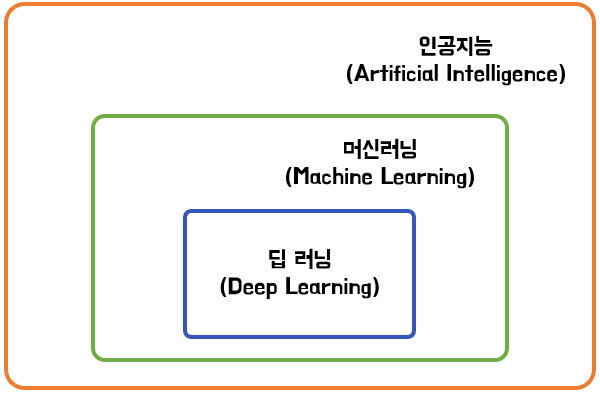 인공지능
(Artificial Intelligence)
머신러닝
(Machine Learning)
딥 러닝
(Deep Learning)